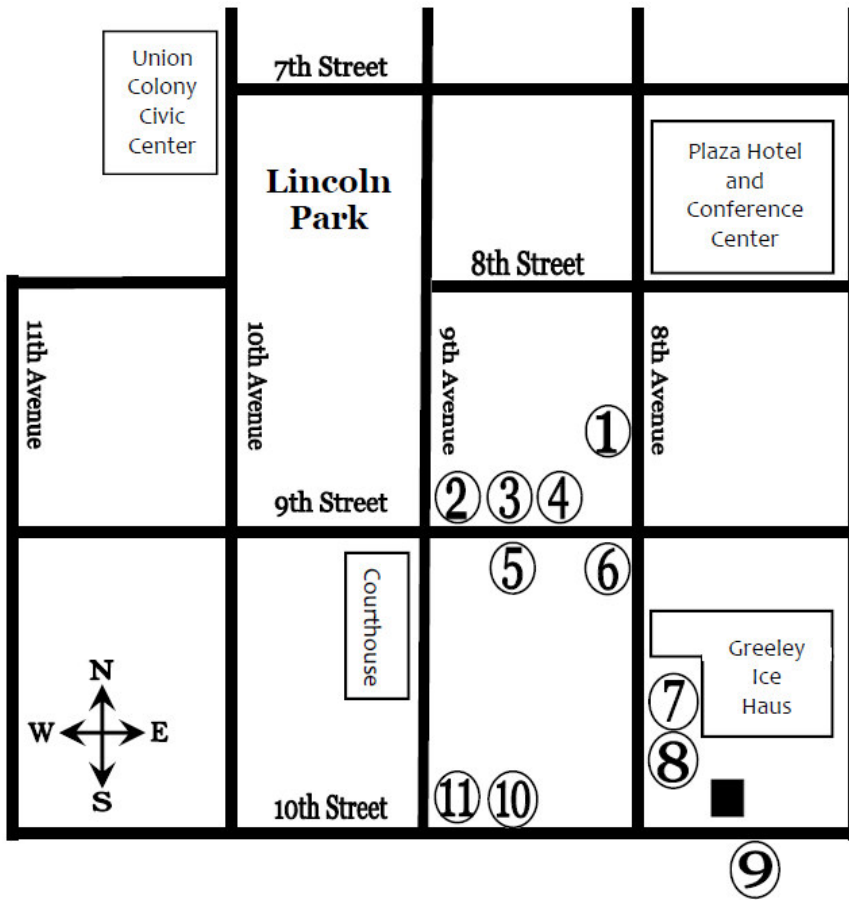 Union
Colony
Civic
Center
7th Street
Lincoln
Park
Plaza Hotel
and
Conference
Center
8th Street
11th Avenue
10th Avenue
9th Avenue
8th Avenue
1
2
3
4
9th Street
5
6
Courthouse
Greeley
Ice
Haus
7
8
N
W
E
S
10th Street
11
10
9